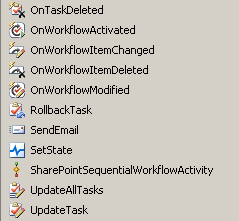 OnTaskDeleted
OnWorkflowActivated
OnWorkflowItemChanged
OnWorkflowItemDeleted
OnWorkflowModified
RollbackTask
SendEmail
SetState
SharePointSequentialWorkflowActivity
UpdateAllTasks
UpdateTask